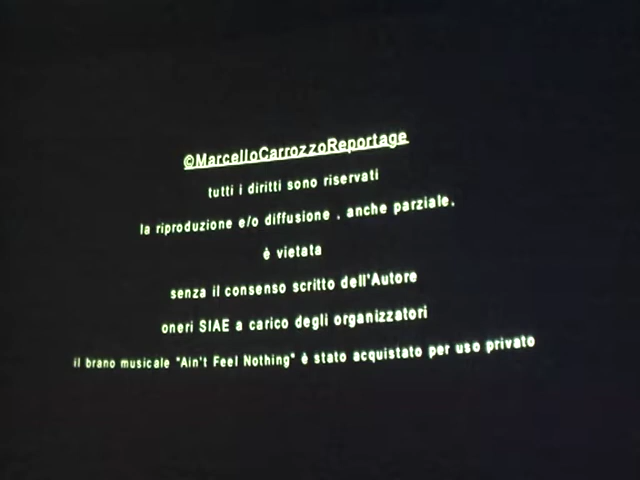 ©MarcelloCarrozzoReportage
tutti i diritti sono riservati
la riproduzione e/o diffusione , anche parziale.
è vietata
senza il consenso scritto dell'Autore
oneri SIAE a carico degli organizzatori
il brano musicale "Ain't Feel Nothing" è stato acquistato per uso privato